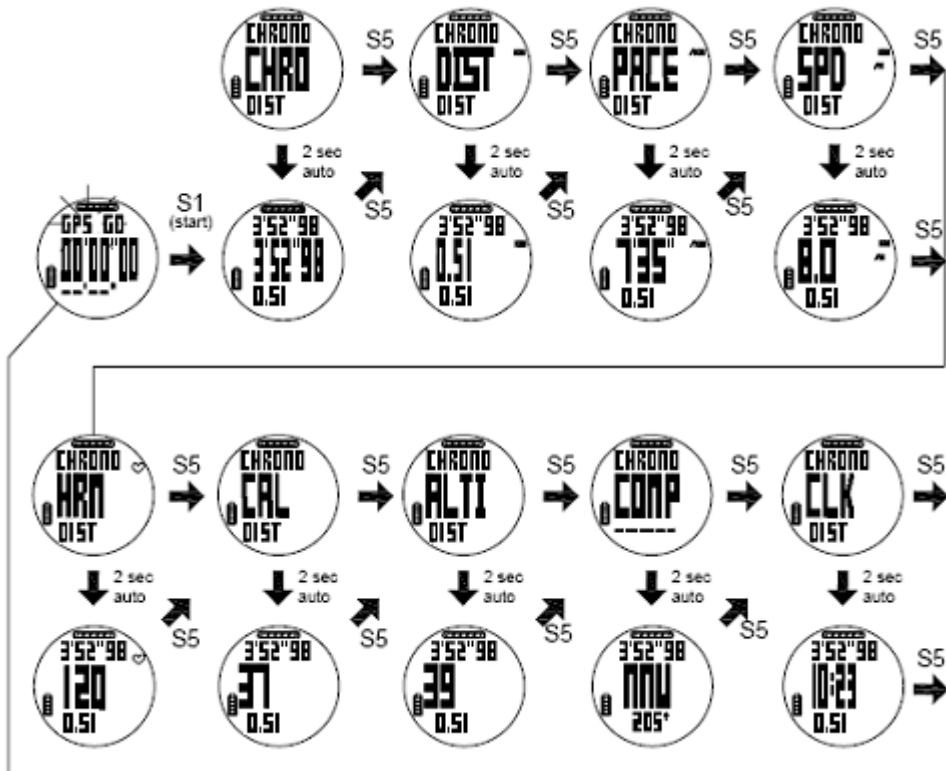 CHRONO
CHRO
DIST
S5
CHRONO
DIST
DIST
S5
CHRONO
PACE
DIST
S5
CHRONO
SPD
DIST
S5
2 sec
auto
S5
2 sec
auto
S5
2 sec
auto
S5
2 sec
auto
GPS GO
00'00"00
--.--.
S1
(start)
3'52"98
3'52"98
0.51
3'52"98
0.51
0.51
3'52"98
7'35"
0.51
3'52"98
8.0
0.51
S5
CHRONO
HRM
DIST
S5
CHRONO
CAL
DIST
S5
CHRONO
ALTI
DIST
S5
CHRONO
COMP
-----
S5
CHRONO
CLK
DIST
S5
2 sec
auto
S5
2 sec
auto
S5
2 sec
auto
S5
2 sec
auto
S5
2 sec
auto
3'52"98
120
0.51
3'52"98
37
0.51
3'52"98
39
0.51
3'52"98
NNW
205°
3'52"98
10:23
0.51
S5